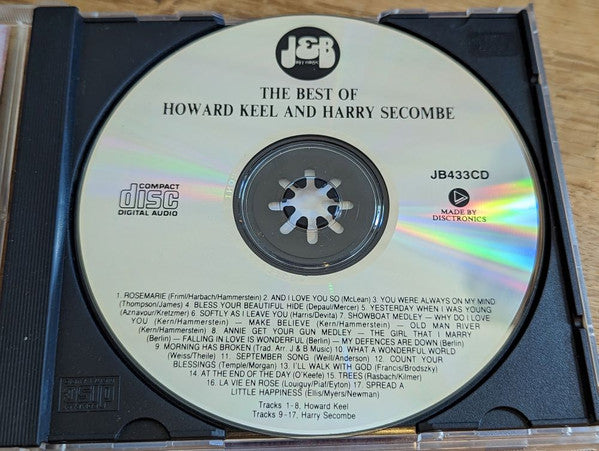 J&B
THE BEST OF
HOWARD KEEL AND HARRY SECOMBE
COMPACT
disc
DIGITAL AUDIO
JB433CD
MADE BY
DISCTRONICS
1. ROSEMARIE (Friml/Harbach/Hammerstein) 2. AND I LOVE YOU SO (McLean) 3. YOU WERE ALWAYS ON MY MIND
(Thompson/James) 4. BLESS YOUR BEAUTIFUL HIDE (Depaul/Mercer) 5. YESTERDAY WHEN I WAS YOUNG
(Aznavour/Kretzmer) 6. SOFTLY AS I LEAVE YOU (Harris/Devita) 7. SHOWBOAT MEDLEY — WHY DO I LOVE
YOU (Kern/Hammerstein) — MAKE BELIEVE (Kern/Hammerstein) — OLD MAN RIVER
(Kern/Hammerstein) 8. ANNIE GET YOUR GUN MEDLEY — THE GIRL THAT I MARRY
(Berlin) — FALLING IN LOVE IS WONDERFUL (Berlin) — MY DEFENCES ARE DOWN (Berlin)
9. MORNING HAS BROKEN (Trad. Arr. J & B Music) 10. WHAT A WONDERFUL WORLD
(Weiss/Theile) 11. SEPTEMBER SONG (Weill/Anderson) 12. COUNT YOUR
BLESSINGS (Temple/Morgan) 13. I'LL WALK WITH GOD (Francis/Brodszky)
14. AT THE END OF THE DAY (O'Keefe) 15. TREES (Rasbach/Kilmer)
16. LA VIE EN ROSE (Louiguy/Piaf/Eyton) 17. SPREAD A
LITTLE HAPPINESS (Ellis/Myers/Newman)
Tracks 1-8, Howard Keel
Tracks 9-17, Harry Secombe